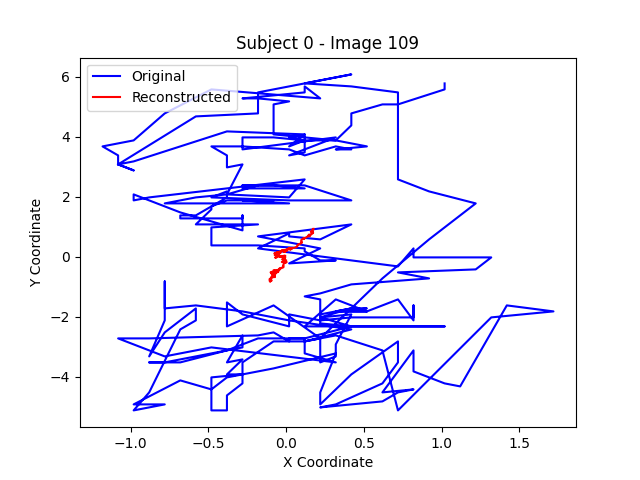 Subject 0 - Image 109
Original
Reconstructed
6
4
2
0
−2
−4
Y Coordinate
−1.0 −0.5 0.0 0.5 1.0 1.5
X Coordinate